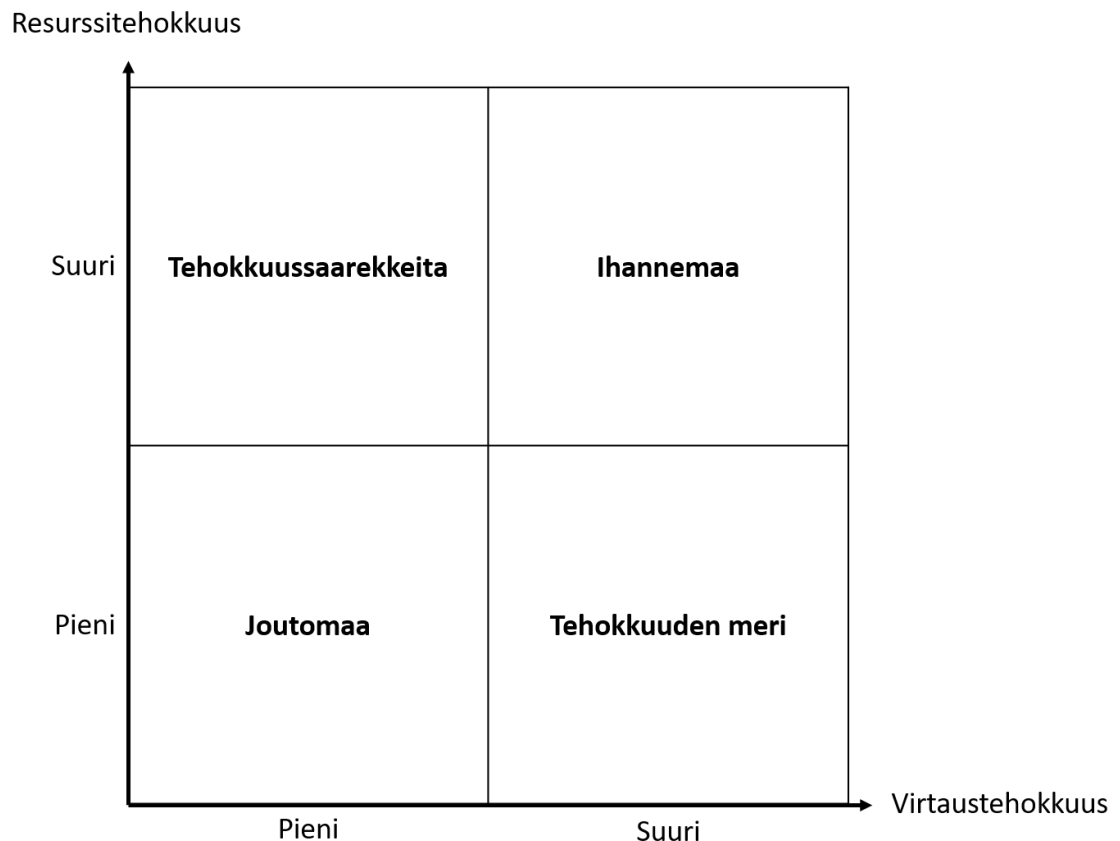 Resurssitehokkuus
Suuri
Tehokkuussaarekkeita
Ihannemaa
Pieni
Joutomaa
Tehokkuuden meri
Virtaustehokkuus
Pieni
Suuri